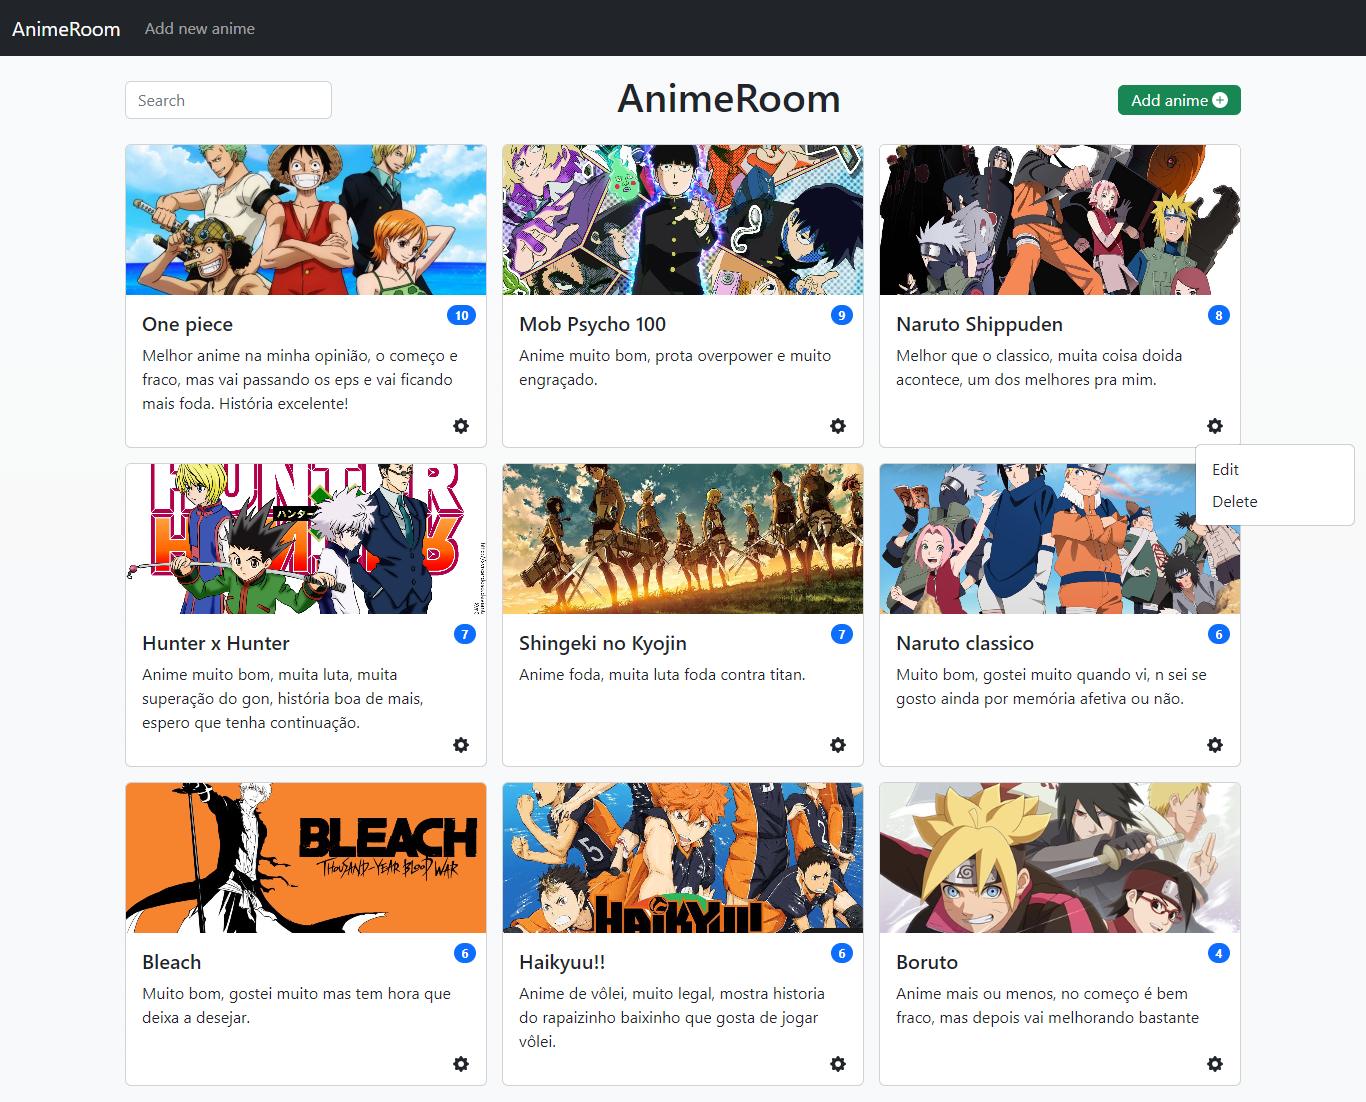 AnimeRoom Add new anime
Search
AnimeRoom
Add anime
One piece 10
Melhor anime na minha opinião, o começo e
fraco, mas vai passando os eps e vai ficando
mais foda. História excelente!
Mob Psycho 100 9
Anime muito bom, prota overpower e muito
engraçado.
Naruto Shippuden 8
Melhor que o classico, muita coisa doida
acontece, um dos melhores pra mim.
Edit
Delete
HUNTER
ハンター
Hunter x Hunter 7
Anime muito bom, muita luta, muita
superação do gon, história boa de mais,
espero que tenha continuação.
Shingeki no Kyojin 7
Anime foda, muita luta foda contra titan.
Naruto classico 6
Muito bom, gostei muito quando vi, n sei se
gosto ainda por memória afetiva ou não.
BLEACH
THOUSAND-YEAR BLOOD WAR
Bleach 6
Muito bom, gostei muito mas tem hora que
deixa a desejar.
5
HAIKYUU!!
Haikyuu!! 6
Anime de vôlei, muito legal, mostra historia
do rapaizinho baixinho que gosta de jogar
vôlei.
Boruto 4
Anime mais ou menos, no começo é bem
fraco, mas depois vai melhorando bastante